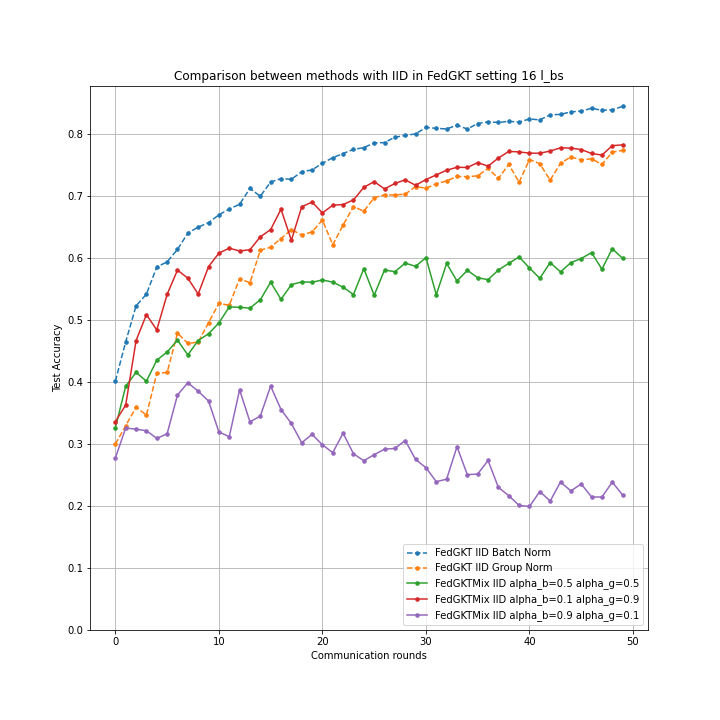 Comparison between methods with IID in FedGKT setting 16 l_bs
Test Accuracy
0.8
0.7
0.6
0.5
0.4
0.3
0.2
0.1
0.0
FedGKT IID Batch Norm
FedGKT IID Group Norm
FedGKTMix IID alpha_b=0.5 alpha_g=0.5
FedGKTMix IID alpha_b=0.1 alpha_g=0.9
FedGKTMix IID alpha_b=0.9 alpha_g=0.1
0 10 20 30 40 50
Communication rounds